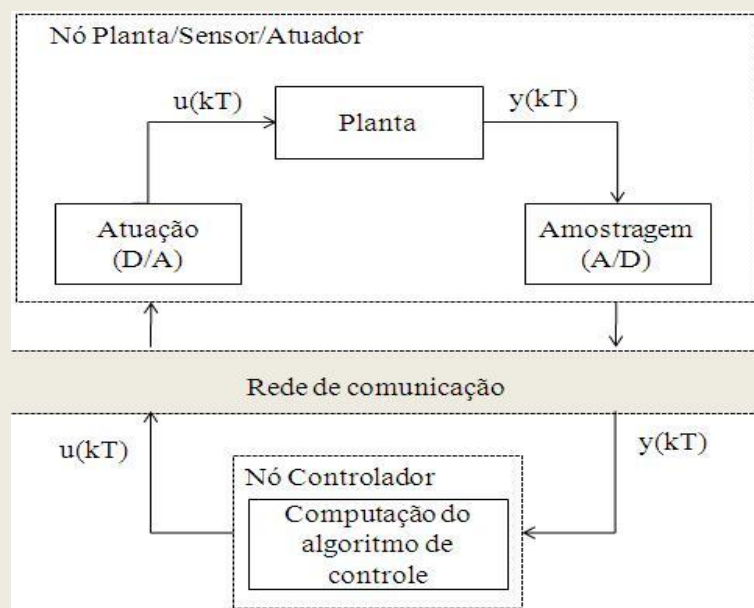 Nó Planta/Sensor/Atuador
u(kT)
y(kT)
Planta
Atuação
(D/A)
Amostragem
(A/D)
Rede de comunicação
u(kT)
y(kT)
Nó Controlador
Computação do
algoritmo de
controle